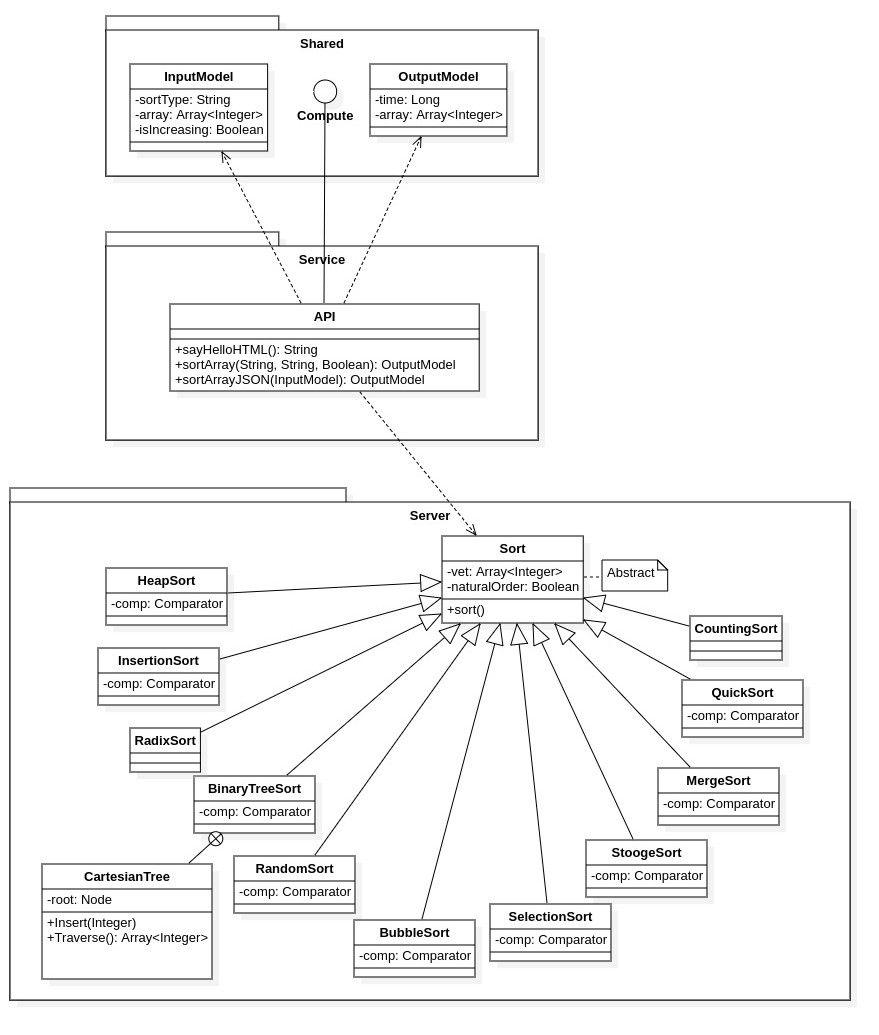 Shared
InputModel
-sortType: String
-array: Array<Integer>
-isIncreasing: Boolean
Compute
OutputModel
-time: Long
-array: Array<Integer>
Service
API
+sayHelloHTML(): String
+sortArray(String, String, Boolean): OutputModel
+sortArrayJSON(InputModel): OutputModel
Server
Sort
-vet: Array<Integer>
-naturalOrder: Boolean
+sort()
Abstract
HeapSort
-comp: Comparator
InsertionSort
-comp: Comparator
RadixSort
BinaryTreeSort
-comp: Comparator
CartesianTree
-root: Node
+Insert(Integer)
+Traverse(): Array<Integer>
RandomSort
-comp: Comparator
BubbleSort
-comp: Comparator
SelectionSort
-comp: Comparator
StoogeSort
-comp: Comparator
MergeSort
-comp: Comparator
QuickSort
-comp: Comparator
CountingSort